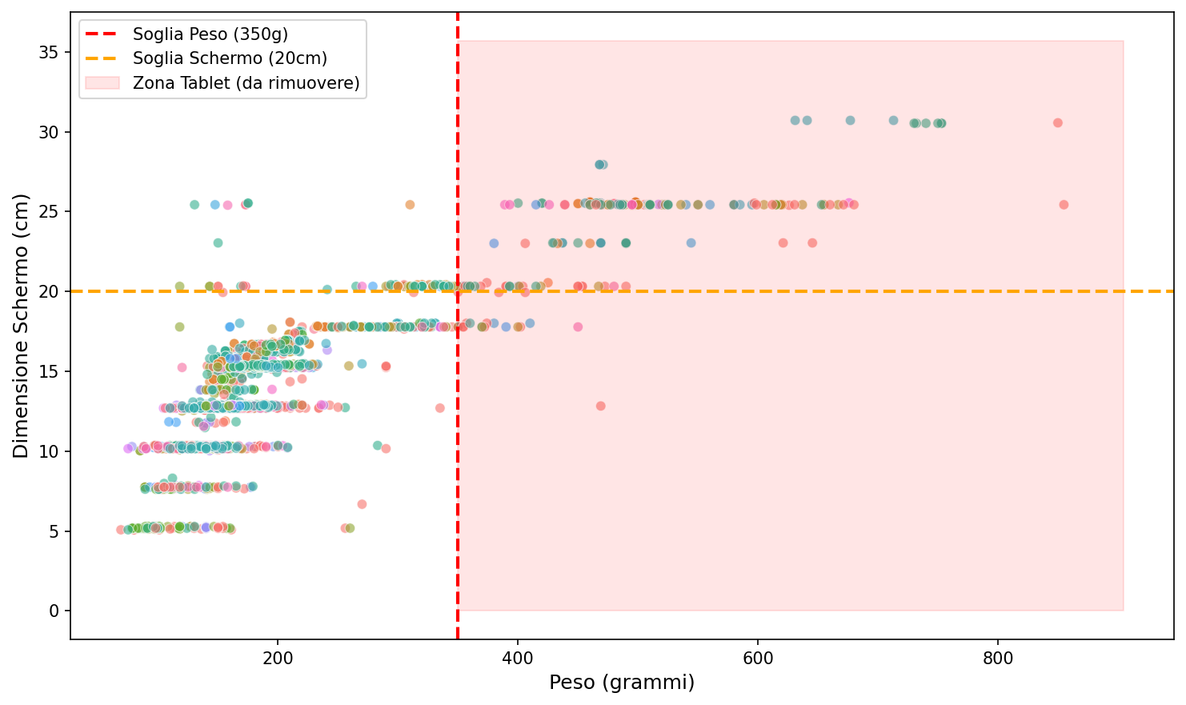 Soglia Peso (350g)
Soglia Schermo (20cm)
Zona Tablet (da rimuovere)
35
30
25
20
15
10
5
0
Dimensione Schermo (cm)
200
400
600
800
Peso (grammi)